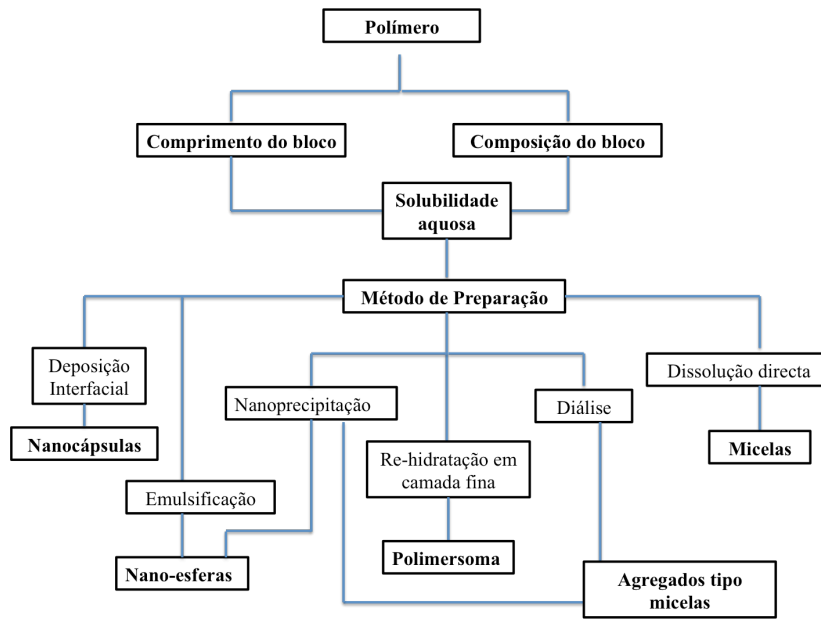 Polímero
Comprimento do bloco
Composição do bloco
Solubilidade
aquosa
Método de Preparação
Deposição
Interfacial
Nanoprecipitação
Diálise
Dissolução directa
Nanocápsulas
Re-hidratação em
camada fina
Micelas
Emulsificação
Nano-esferas
Polimersoma
Agregados tipo
micelas